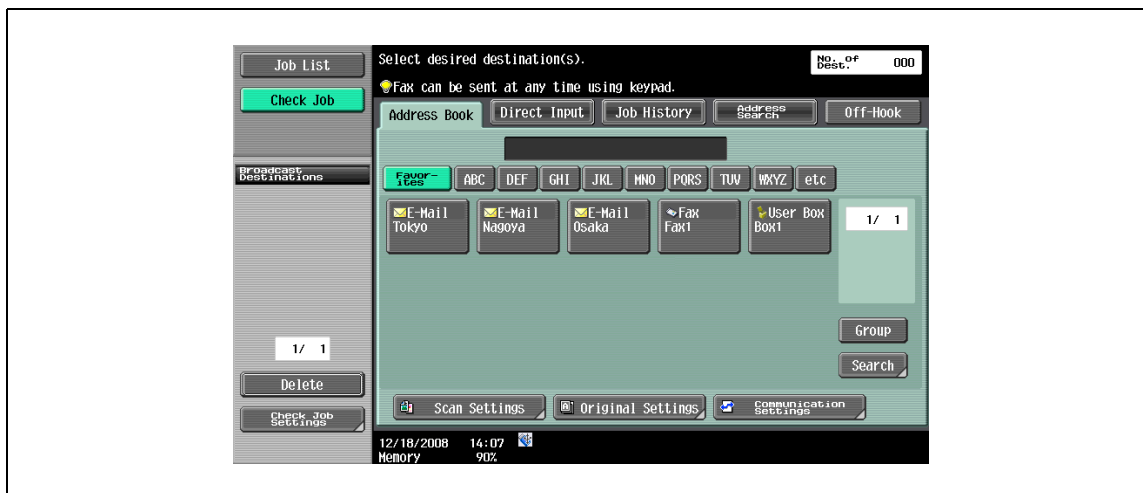 Job List
Check Job
Broadcast
Destinations
1/ 1
Delete
Check Job
Settings
Select desired destination(s).
No. of
Dest. 000
Fax can be sent at any time using keypad.
Address Book
Direct Input
Job History
Address
Search
Off-Hook
Favor-
ites
ABC
DEF
GHI
JKL
MNO
PQRS
TUV
WXYZ
etc
E-Mail
Tokyo
E-Mail
Nagoya
E-Mail
Osaka
Fax
Fax1
User Box
Box1
1/ 1
Group
Search
Scan Settings
Original Settings
Communication
Settings
12/18/2008 14:07
Memory 90%